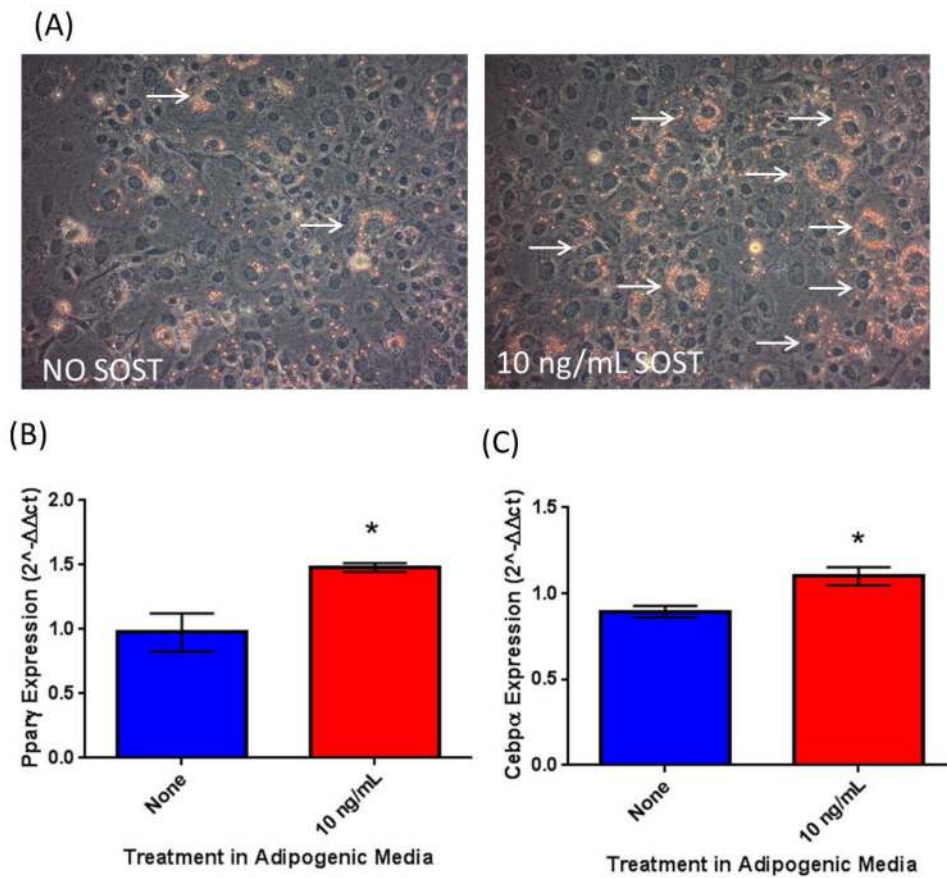 (A)
NO SOST
10 ng/mL SOST
(B)
Pparγ Expression (2^-ΔΔct)
2.0
1.5
1.0
0.5
0.0
*
None
10 ng/mL
Treatment in Adipogenic Media
(C)
Cebpα Expression (2^-ΔΔct)
1.5
1.0
0.5
0.0
*
None
10 ng/mL
Treatment in Adipogenic Media